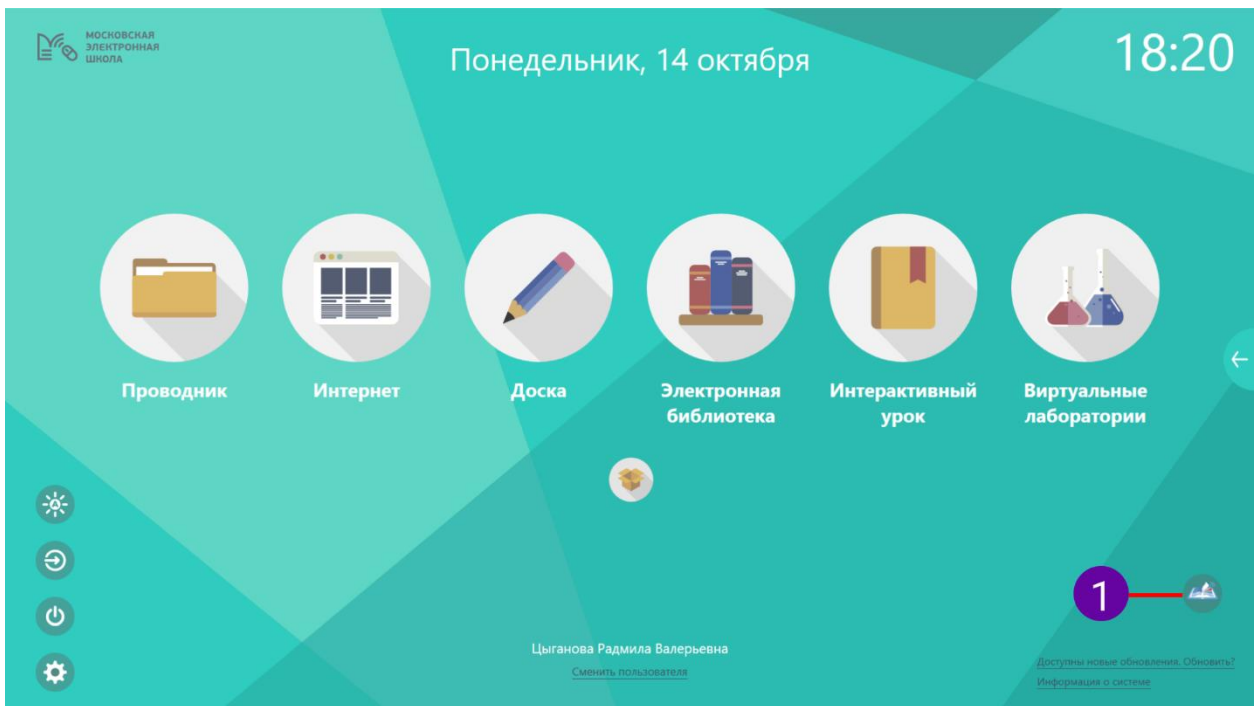 МОСКОВСКАЯ
ЭЛЕКТРОННАЯ
ШКОЛА
Понедельник, 14 октября
18:20
Проводник
Интернет
Доска
Электронная
библиотека
Интерактивный
урок
Виртуальные
лаборатории
1
Цыганова Радмила Валерьевна
Сменить пользователя
Доступны новые обновления. Обновить?
Информация о системе